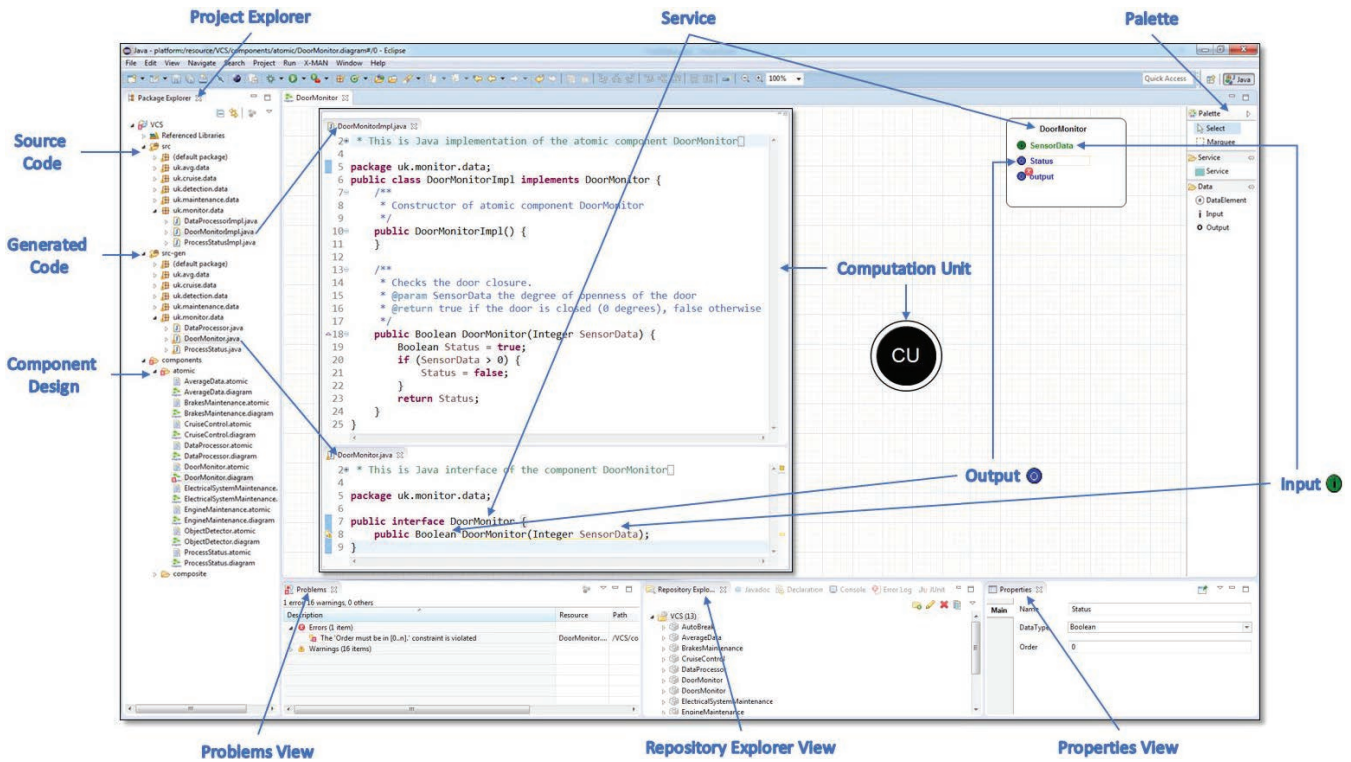 Project Explorer
Service
Palette
Java - platform:/resource/VCS/components/atomic/DoorMonitor.diagram#/0 - Eclipse
File Edit View Navigate Search Project Run X-MAN Window Help
100%
Quick Access
Java
Package Explorer
DoorMonitor
VCS
Referenced Libraries
src
(default package)
uk.avg.data
uk.cruise.data
uk.detection.data
uk.maintenance.data
uk.monitor.data
DataProcessorImpl.java
DoorMonitorImpl.java
ProcessStatusImpl.java
src-gen
(default package)
uk.avg.data
uk.cruise.data
uk.detection.data
uk.maintenance.data
uk.monitor.data
DataProcessor.java
DoorMonitor.java
ProcessStatus.java
components
atomic
AverageData.atomic
AverageData.diagram
BrakesMaintenance.atomic
BrakesMaintenance.diagram
CruiseControl.atomic
CruiseControl.diagram
DataProcessor.atomic
DataProcessor.diagram
DoorMonitor.atomic
DoorMonitor.diagram
ElectricalSystemMaintenance.
ElectricalSystemMaintenance.
EngineMaintenance.atomic
EngineMaintenance.diagram
ObjectDetector.atomic
ObjectDetector.diagram
ProcessStatus.atomic
ProcessStatus.diagram
composite
Source
Code
Generated
Code
Component
Design
DoorMonitorImpl.java
2 * This is Java implementation of the atomic component DoorMonitor
4
5 package uk.monitor.data;
6 public class DoorMonitorImpl implements DoorMonitor {
7 /**
8 * Constructor of atomic component DoorMonitor
9 */
10 public DoorMonitorImpl() {
11 }
12
13 /**
14 * Checks the door closure.
15 * @param SensorData the degree of openness of the door
16 * @return true if the door is closed (0 degrees), false otherwise
17 */
18 public Boolean DoorMonitor(Integer SensorData) {
19 Boolean Status = true;
20 if (SensorData > 0) {
21 Status = false;
22 }
23 return Status;
24 }
25 }
DoorMonitor.java
2 * This is Java interface of the component DoorMonitor
4
5 package uk.monitor.data;
6
7 public interface DoorMonitor {
8 public Boolean DoorMonitor(Integer SensorData);
9 }
DoorMonitor
SensorData
Status
output
Computation Unit
CU
Output O
Input i
Palette
Select
Marquee
Service
Service
Data
DataElement
i Input
O Output
Problems
1 error, 16 warnings, 0 others
Description Resource Path
Errors (1 item)
The 'Order must be in [0..n].' constraint is violated DoorMonitor.... /VCS/co
Warnings (16 items)
Repository Explo... Javadoc Declaration Console Error Log JUnit
VCS (13)
AutoBreak
AverageData
BrakesMaintenance
CruiseControl
DataProcessor
DoorMonitor
DoorsMonitor
ElectricalSystemMaintenance
EngineMaintenance
Properties
Main
Name Status
DataType Boolean
Order 0
Problems View
Repository Explorer View
Properties View